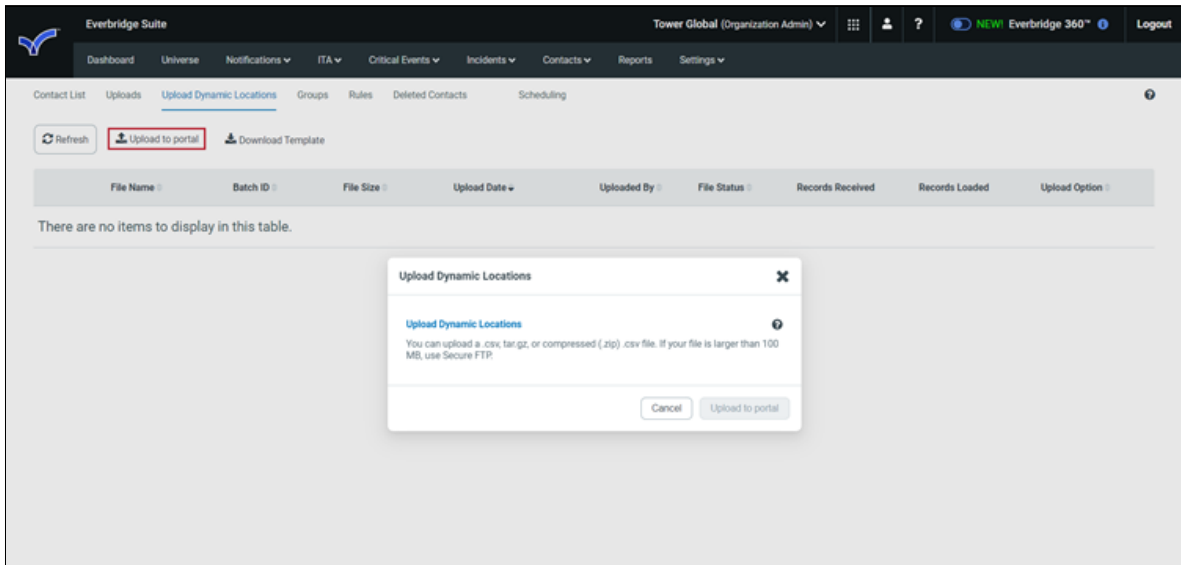 Everbridge Suite
Tower Global (Organization Admin)
?
NEW! Everbridge 360™
Logout
Dashboard Universe Notifications ITA Critical Events Incidents Contacts Reports Settings
Contact List Uploads Upload Dynamic Locations Groups Rules Deleted Contacts Scheduling
Refresh Upload to portal Download Template
File Name Batch ID File Size Upload Date Uploaded By File Status Records Received Records Loaded Upload Option
There are no items to display in this table.
Upload Dynamic Locations
Upload Dynamic Locations
You can upload a .csv, tar.gz, or compressed (.zip) .csv file. If your file is larger than 100
MB, use Secure FTP.
Cancel Upload to portal